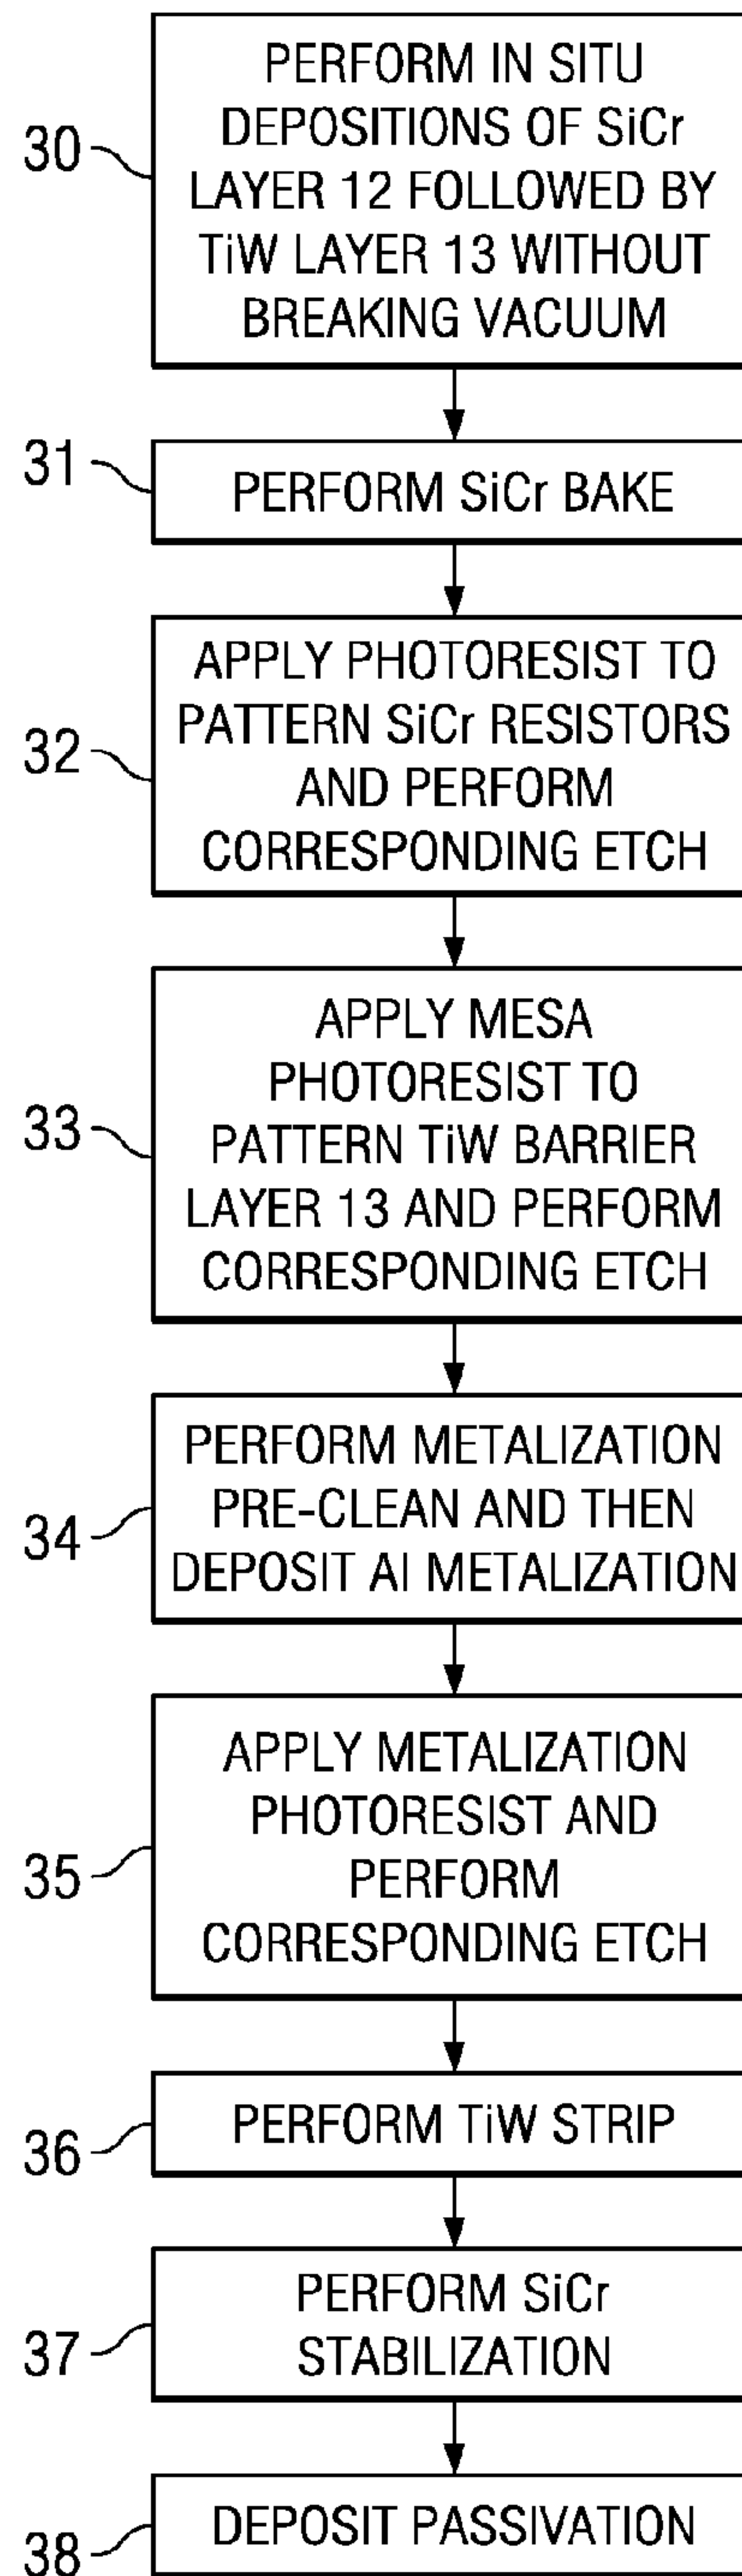 30
PERFORM IN SITU
DEPOSITIONS OF SiCr
LAYER 12 FOLLOWED BY
TiW LAYER 13 WITHOUT
BREAKING VACUUM
31
PERFORM SiCr BAKE
32
APPLY PHOTORESIST TO
PATTERN SiCr RESISTORS
AND PERFORM
CORRESPONDING ETCH
33
APPLY MESA
PHOTORESIST TO
PATTERN TiW BARRIER
LAYER 13 AND PERFORM
CORRESPONDING ETCH
34
PERFORM METALIZATION
PRE-CLEAN AND THEN
DEPOSIT Al METALIZATION
35
APPLY METALIZATION
PHOTORESIST AND
PERFORM
CORRESPONDING ETCH
36
PERFORM TiW STRIP
37
PERFORM SiCr
STABILIZATION
38
DEPOSIT PASSIVATION